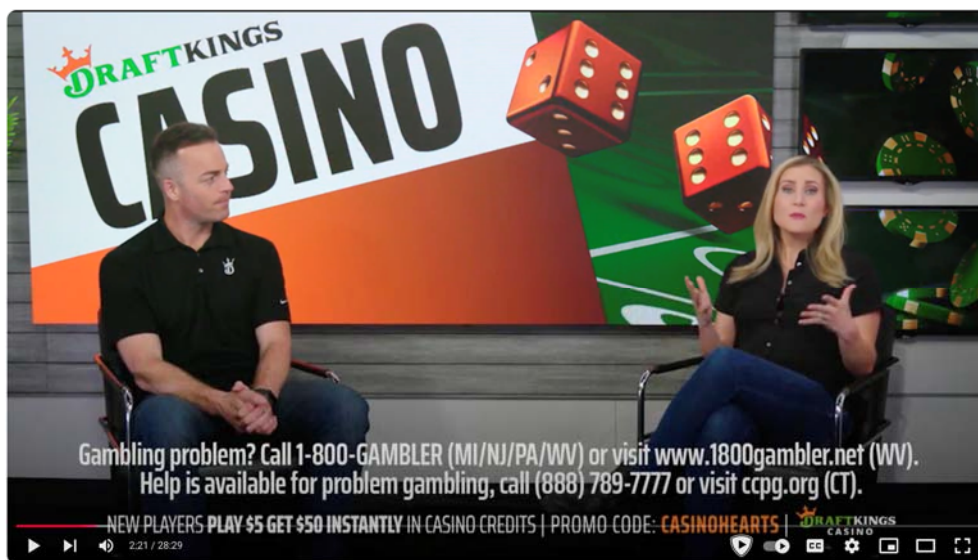 DRAFTKINGS
CASINO
Gambling problem? Call 1-800-GAMBLER (MI/NJ/PA/WV) or visit www.1800gambler.net (WV).
Help is available for problem gambling, call (888) 789-7777 or visit ccpg.org (CT).
NEW PLAYERS PLAY $5 GET $50 INSTANTLY IN CASINO CREDITS | PROMO CODE: CASINOHEARTS | DRAFTKINGS
CASINO
2:21 / 28:29
CC